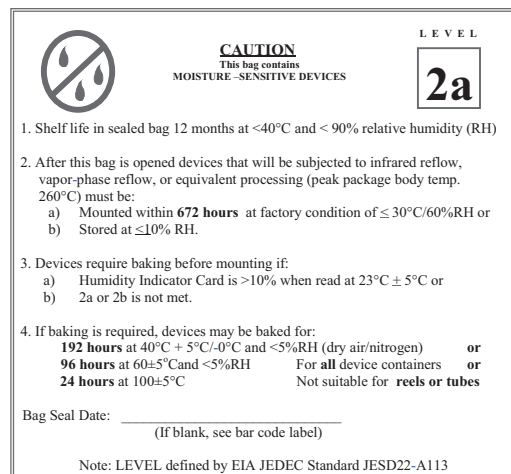 LEVEL
CAUTION
This bag contains
MOISTURE –SENSITIVE DEVICES
2a
1. Shelf life in sealed bag 12 months at <40°C and < 90% relative humidity (RH)
2. After this bag is opened devices that will be subjected to infrared reflow,
vapor-phase reflow, or equivalent processing (peak package body temp.
260°C) must be:
a) Mounted within 672 hours at factory condition of ≤ 30°C/60%RH or
b) Stored at ≤10% RH.
3. Devices require baking before mounting if:
a) Humidity Indicator Card is >10% when read at 23°C ± 5°C or
b) 2a or 2b is not met.
4. If baking is required, devices may be baked for:
192 hours at 40°C + 5°C/-0°C and <5%RH (dry air/nitrogen) or
96 hours at 60±5°Cand <5%RH For all device containers or
24 hours at 100±5°C Not suitable for reels or tubes
Bag Seal Date: ______________________________
(If blank, see bar code label)
Note: LEVEL defined by EIA JEDEC Standard JESD22-A113